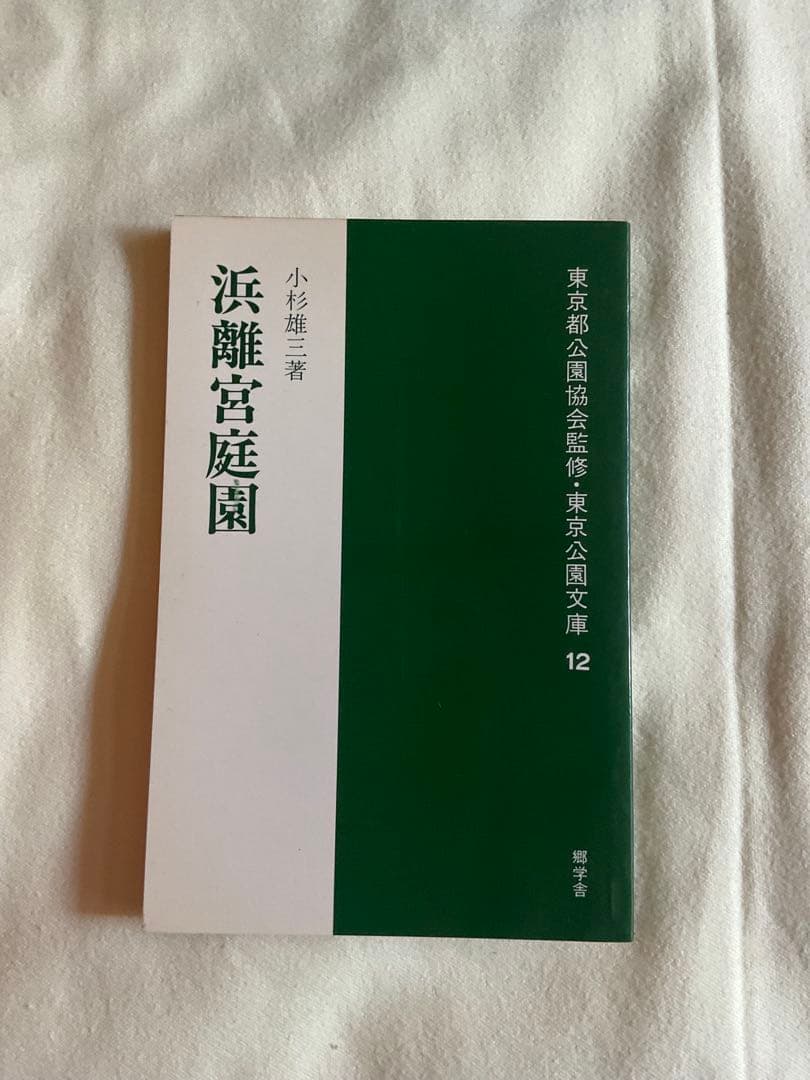 東京都公園協会監修・東京公園文庫 12
郷学舎
小杉雄三著
浜離宮庭園